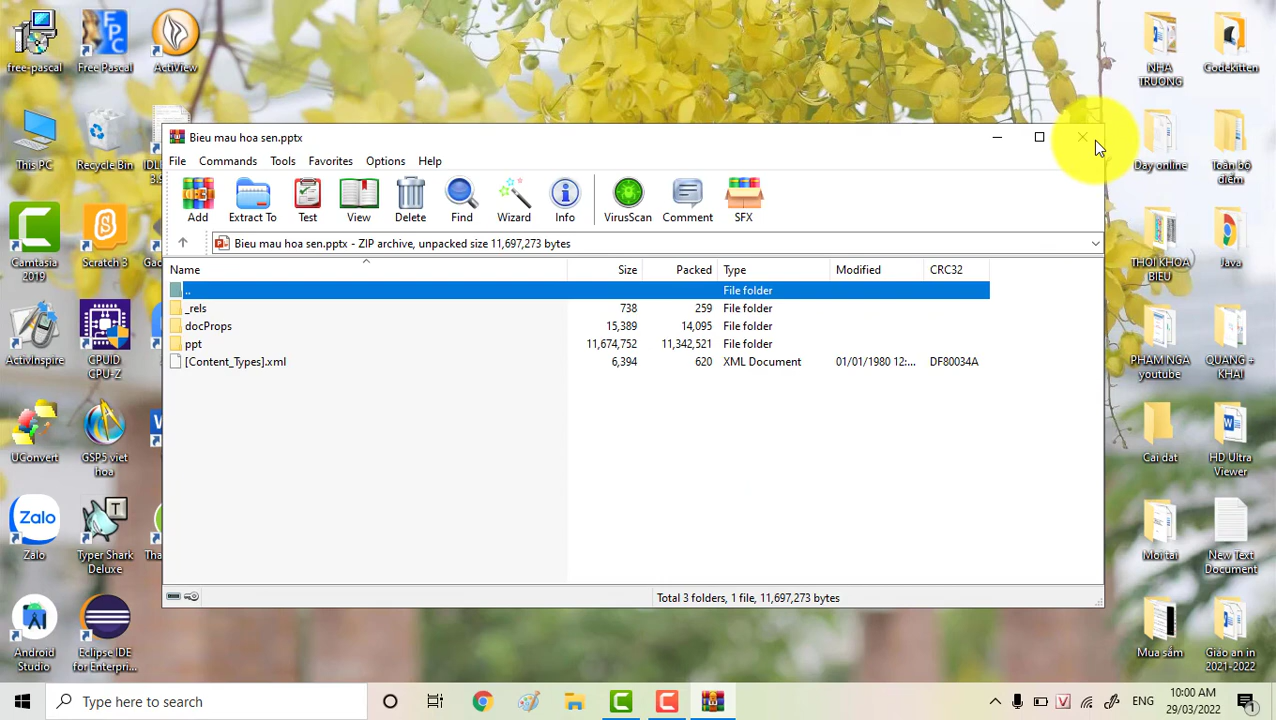 free-pascal
Free Pascal
ActiView
NHA
TRUONG
Codekitten
This PC
Recycle Bin
Bieu mau hoa sen.pptx
File Commands Tools Favorites Options Help
Add Extract To Test View Delete Find Wizard Info VirusScan Comment SFX
Bieu mau hoa sen.pptx - ZIP archive, unpacked size 11,697,273 bytes
Name Size Packed Type Modified CRC32
.. File folder
_rels 738 259 File folder
docProps 15,389 14,095 File folder
ppt 11,674,752 11,342,521 File folder
[Content_Types].xml 6,394 620 XML Document 01/01/1980 12:... DF80034A
Total 3 folders, 1 file, 11,697,273 bytes
Day online
Toàn bộ
điểm
Camtasia
2019
Scratch 3
THOI KHOA
BIEU
Java
ActivInspire
CPUID
CPU-Z
PHAM NGA
youtube
QUANG +
KHAI
UConvert
GSP5 viet
hoa
Cai dat
HD Ultra
Viewer
Zalo
Zalo
Typer Shark
Deluxe
Moi tai
New Text
Document
Android
Studio
Eclipse IDE
for Enterpri...
Mua sắm
Giao an in
2021-2022
Type here to search
ENG
10:00 AM
29/03/2022
1